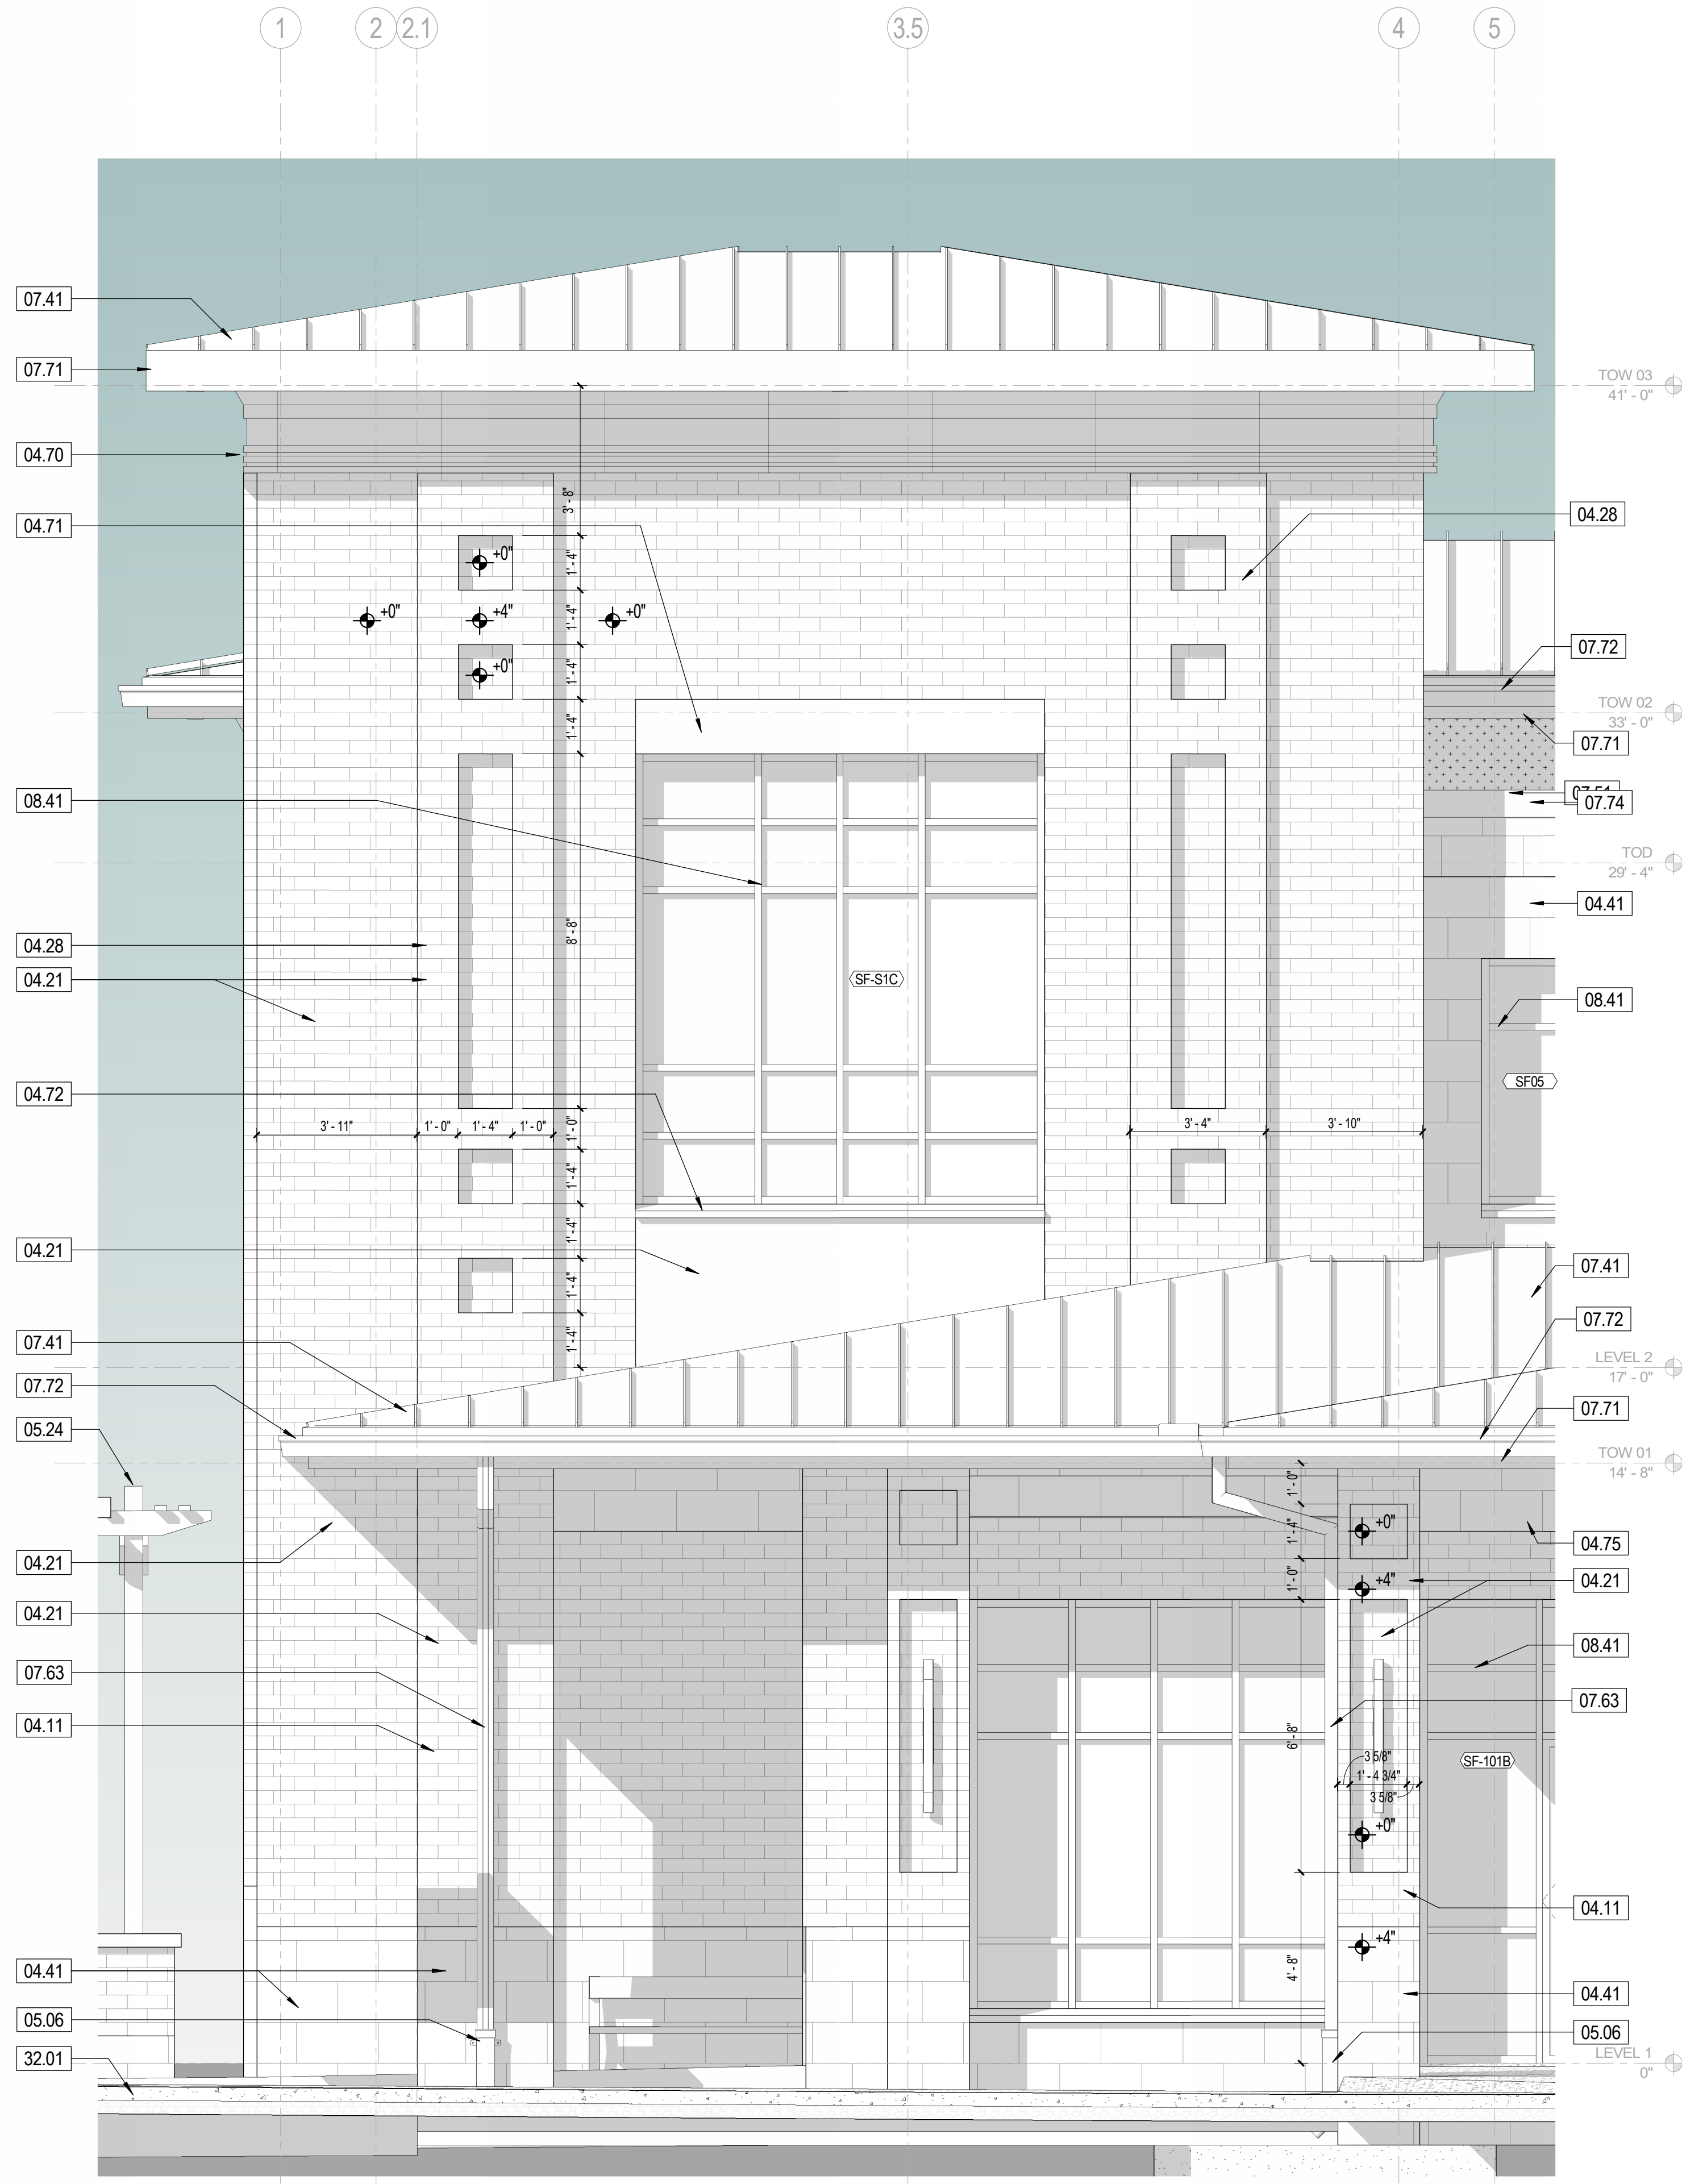 1
2
2.1
3.5
4
5
07.41
07.71
TOW 03
41' - 0"
04.70
3' - 8"
04.71
04.28
+0"
1' - 4"
+0"
+4"
+0"
1' - 4"
+0"
1' - 4"
07.72
TOW 02
33' - 0"
1' - 4"
07.71
08.41
07.51
07.74
TOD
29' - 4"
04.41
8' - 8"
04.28
04.21
SF-S1C
08.41
SF05
04.72
3' - 11"
1' - 0"
1' - 4"
1' - 0"
1' - 0"
3' - 4"
3' - 10"
1' - 4"
1' - 4"
04.21
1' - 4"
07.41
07.72
1' - 4"
07.41
LEVEL 2
17' - 0"
07.72
07.71
05.24
TOW 01
14' - 8"
1' - 0"
+0"
1' - 4"
04.75
04.21
1' - 0"
+4"
04.21
04.21
08.41
07.63
07.63
04.11
6' - 8"
3 5/8"
1' - 4 3/4"
3 5/8"
SF-101B
+0"
04.11
+4"
04.41
4' - 8"
04.41
05.06
05.06
32.01
LEVEL 1
0"